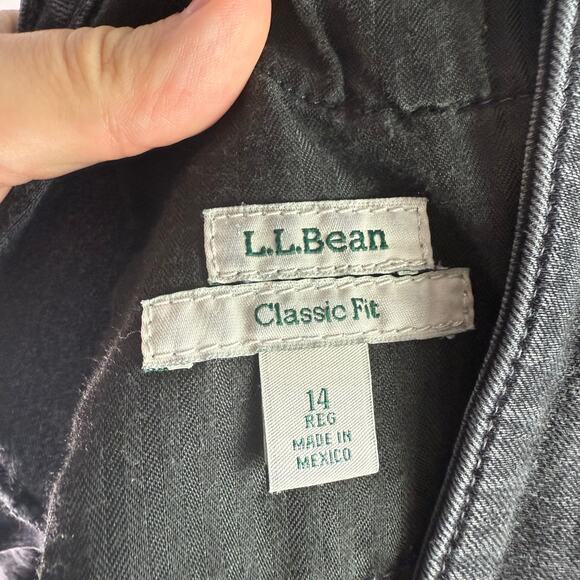 L.L.Bean
Classic Fit
14
REG
MADE IN
MEXICO